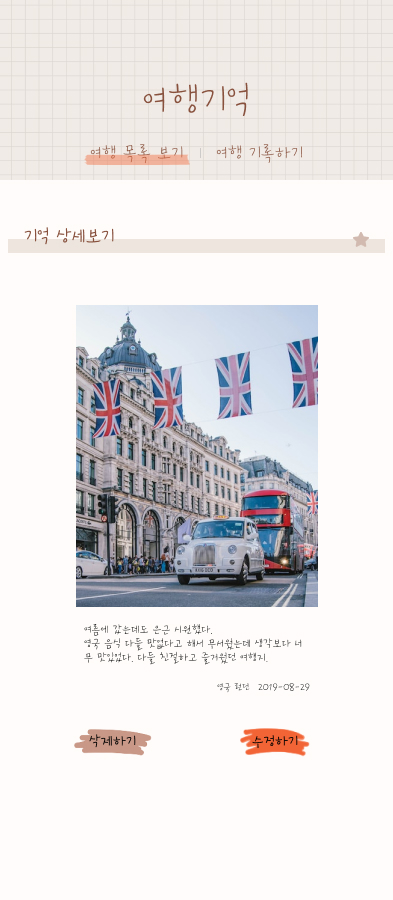 여행기억
여행 목록 보기 | 여행 기록하기
기억 상세보기
여름에 갔는데도 은근 시원했다.
영국 음식 다들 맛없다고 해서 무서웠는데 생각보다 너
무 맛있었다. 다들 친절하고 즐거웠던 여행지.
영국 런던 2019-08-29
삭제하기 수정하기